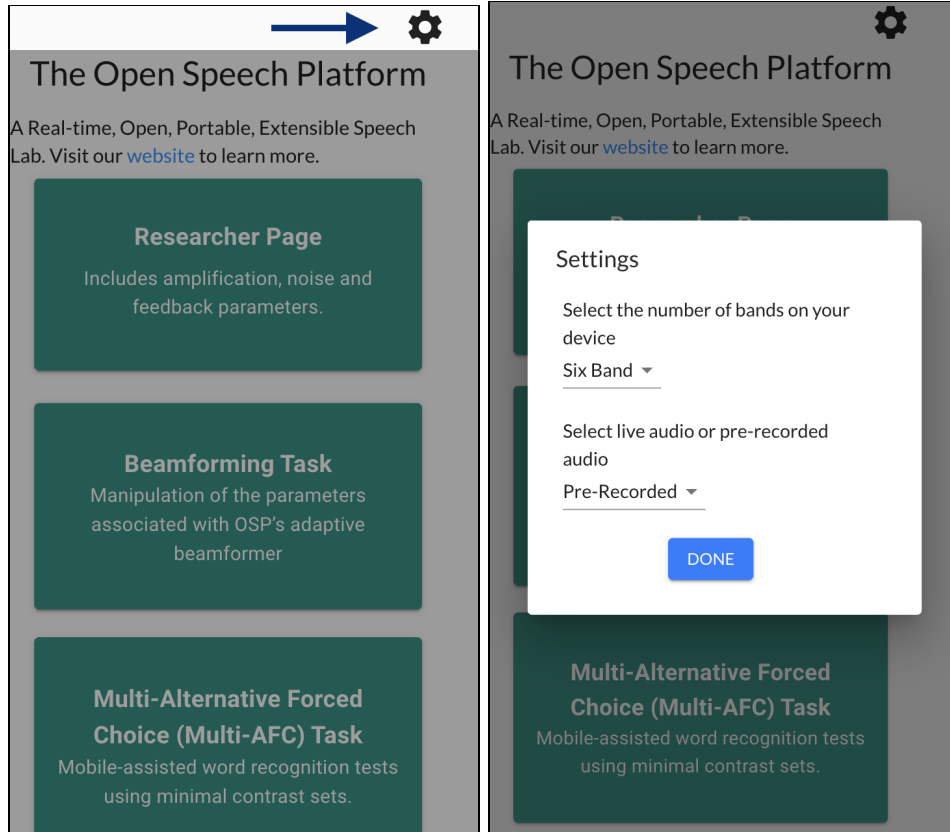 The Open Speech Platform
A Real-time, Open, Portable, Extensible Speech
Lab. Visit our website to learn more.
Researcher Page
Includes amplification, noise and
feedback parameters.
Beamforming Task
Manipulation of the parameters
associated with OSP's adaptive
beamformer
Multi-Alternative Forced
Choice (Multi-AFC) Task
Mobile-assisted word recognition tests
using minimal contrast sets.
The Open Speech Platform
A Real-time, Open, Portable, Extensible Speech
Lab. Visit our website to learn more.
Settings
Select the number of bands on your
device
Six Band
Select live audio or pre-recorded
audio
Pre-Recorded
DONE
Multi-Alternative Forced
Choice (Multi-AFC) Task
Mobile-assisted word recognition tests
using minimal contrast sets.